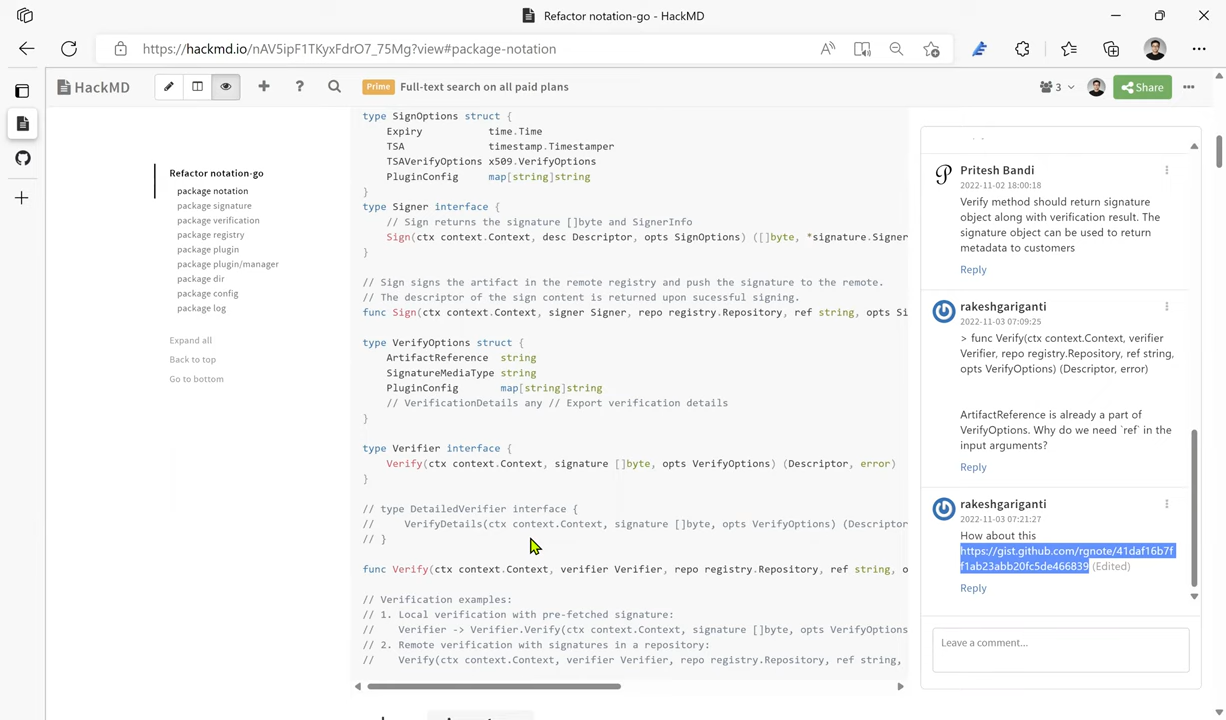 Refactor notation-go - HackMD
https://hackmd.io/nAV5ipF1TKyxFdrO7_75Mg?view#package-notation
HackMD
Prime Full-text search on all paid plans
3
Share
Refactor notation-go
package notation
package signature
package verification
package registry
package plugin
package plugin/manager
package dir
package config
package log
Expand all
Back to top
Go to bottom
type SignOptions struct {
Expiry time.Time
TSA timestamp.Timestamper
TSAVerifyOptions x509.VerifyOptions
PluginConfig map[string]string
}
type Signer interface {
// Sign returns the signature []byte and SignerInfo
Sign(ctx context.Context, desc Descriptor, opts SignOptions) ([]byte, *signature.Signer
}
// Sign signs the artifact in the remote registry and push the signature to the remote.
// The descriptor of the sign content is returned upon sucessful signing.
func Sign(ctx context.Context, signer Signer, repo registry.Repository, ref string, opts Si
type VerifyOptions struct {
ArtifactReference string
SignatureMediaType string
PluginConfig map[string]string
// VerificationDetails any // Export verification details
}
type Verifier interface {
Verify(ctx context.Context, signature []byte, opts VerifyOptions) (Descriptor, error)
}
// type DetailedVerifier interface {
// VerifyDetails(ctx context.Context, signature []byte, opts VerifyOptions) (Descriptor
// }
func Verify(ctx context.Context, verifier Verifier, repo registry.Repository, ref string, o
// Verification examples:
// 1. Local verification with pre-fetched signature:
// Verifier -> Verifier.Verify(ctx context.Context, signature []byte, opts VerifyOptions
// 2. Remote verification with signatures in a repository:
// Verify(ctx context.Context, verifier Verifier, repo registry.Repository, ref string,
Pritesh Bandi
2022-11-02 18:00:18
Verify method should return signature
object along with verification result. The
signature object can be used to return
metadata to customers
Reply
rakeshgariganti
2022-11-03 07:09:25
> func Verify(ctx context.Context, verifier
Verifier, repo registry.Repository, ref string,
opts VerifyOptions) (Descriptor, error)
ArtifactReference is already a part of
VerifyOptions. Why do we need `ref` in the
input arguments?
Reply
rakeshgariganti
2022-11-03 07:21:27
How about this
https://gist.github.com/rgnote/41daf16b7f
f1ab23abb20fc5de466839 (Edited)
Reply
Leave a comment...